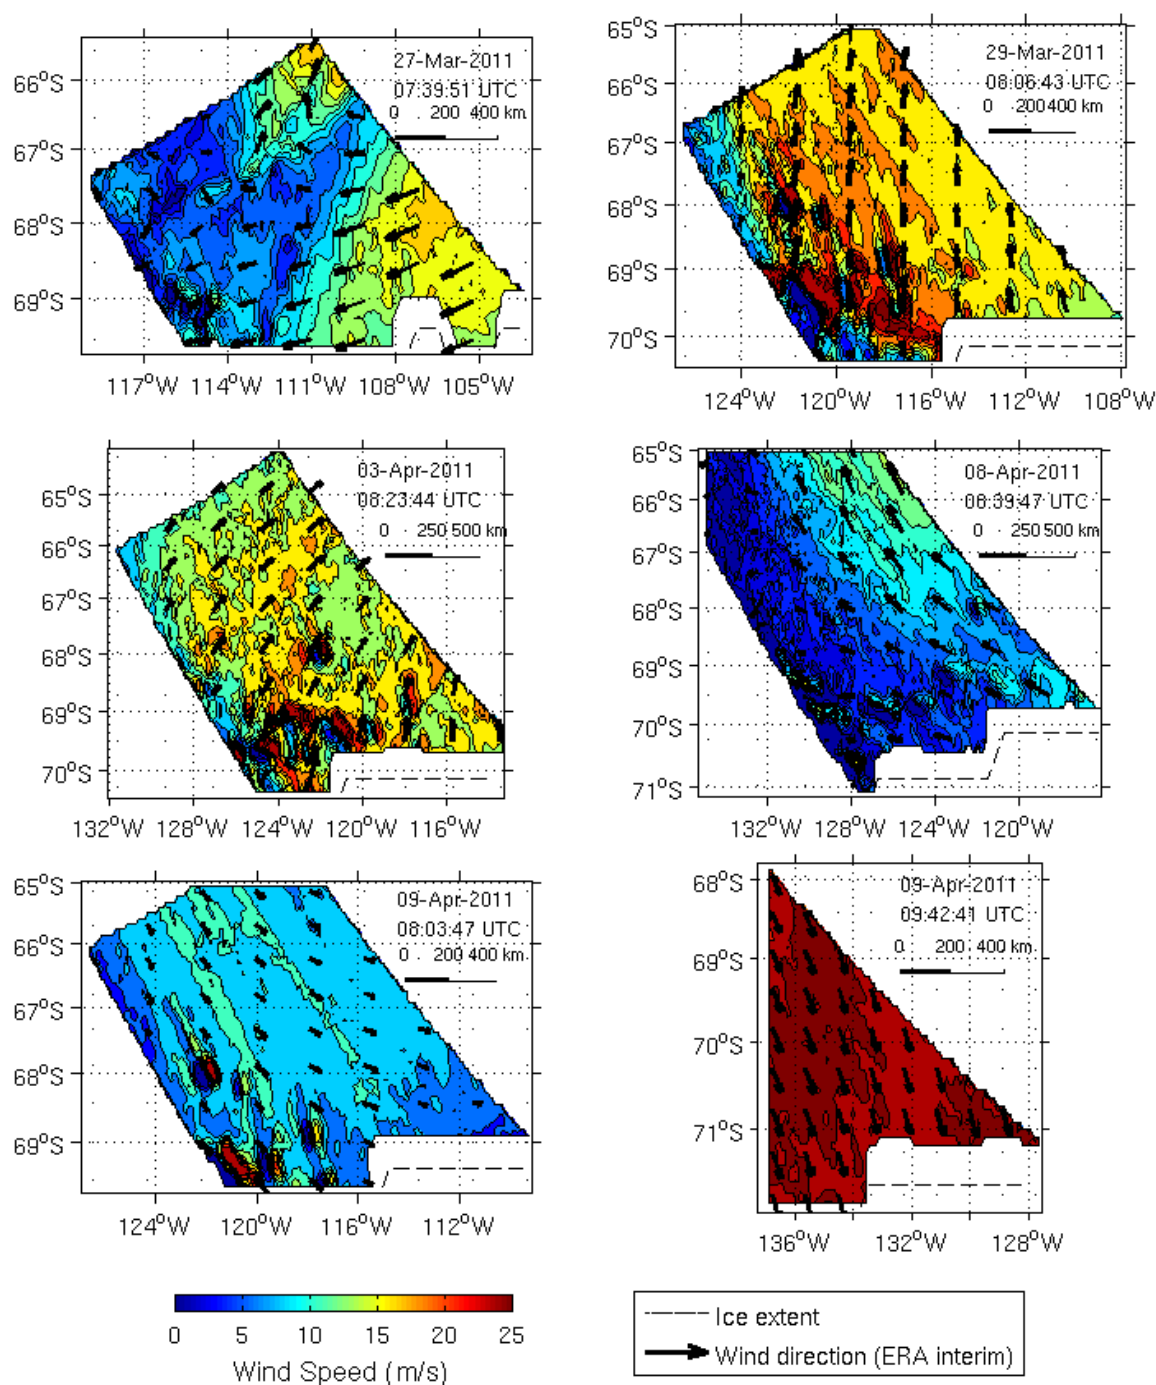 27-Mar-2011
07:39:51 UTC
0 200 400 km
66°S
67°S
68°S
69°S
117°W 114°W 111°W 108°W 105°W
29-Mar-2011
08:06:43 UTC
0 200 400 km
65°S
66°S
67°S
68°S
69°S
70°S
124°W 120°W 116°W 112°W 108°W
03-Apr-2011
08:23:44 UTC
0 250 500 km
65°S
66°S
67°S
68°S
69°S
70°S
132°W 128°W 124°W 120°W 116°W
08-Apr-2011
08:39:47 UTC
0 250 500 km
65°S
66°S
67°S
68°S
69°S
70°S
71°S
132°W 128°W 124°W 120°W
09-Apr-2011
08:03:47 UTC
0 200 400 km
65°S
66°S
67°S
68°S
69°S
124°W 120°W 116°W 112°W
09-Apr-2011
09:42:41 UTC
0 200 400 km
68°S
69°S
70°S
71°S
136°W 132°W 128°W
0 5 10 15 20 25
Wind Speed (m/s)
Ice extent
Wind direction (ERA interim)